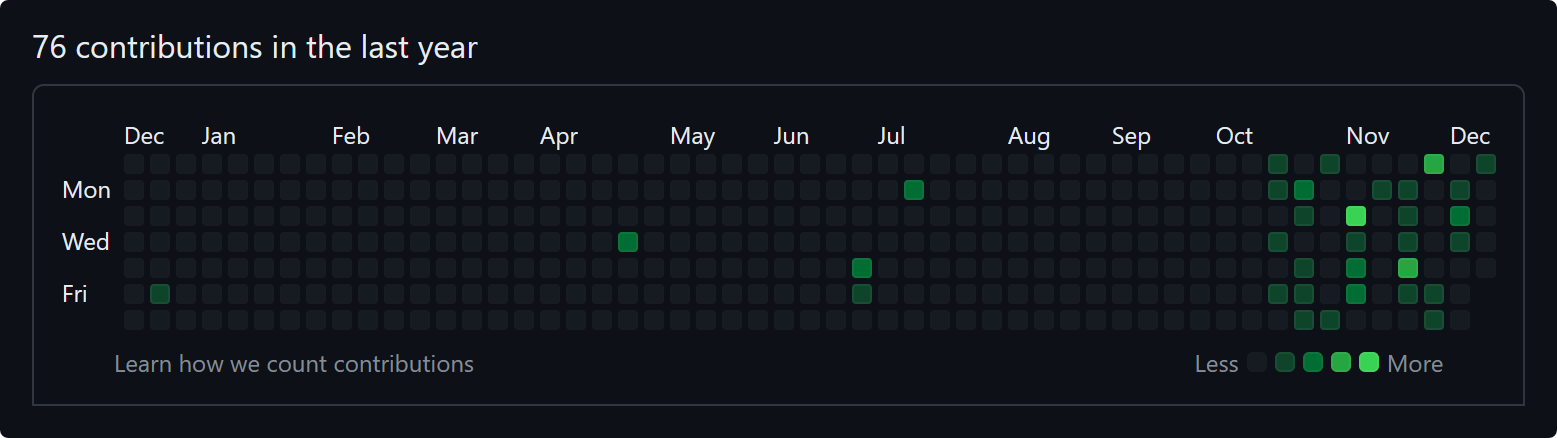 76 contributions in the last year
Dec Jan Feb Mar Apr May Jun Jul Aug Sep Oct Nov Dec
Mon
Wed
Fri
Learn how we count contributions Less More